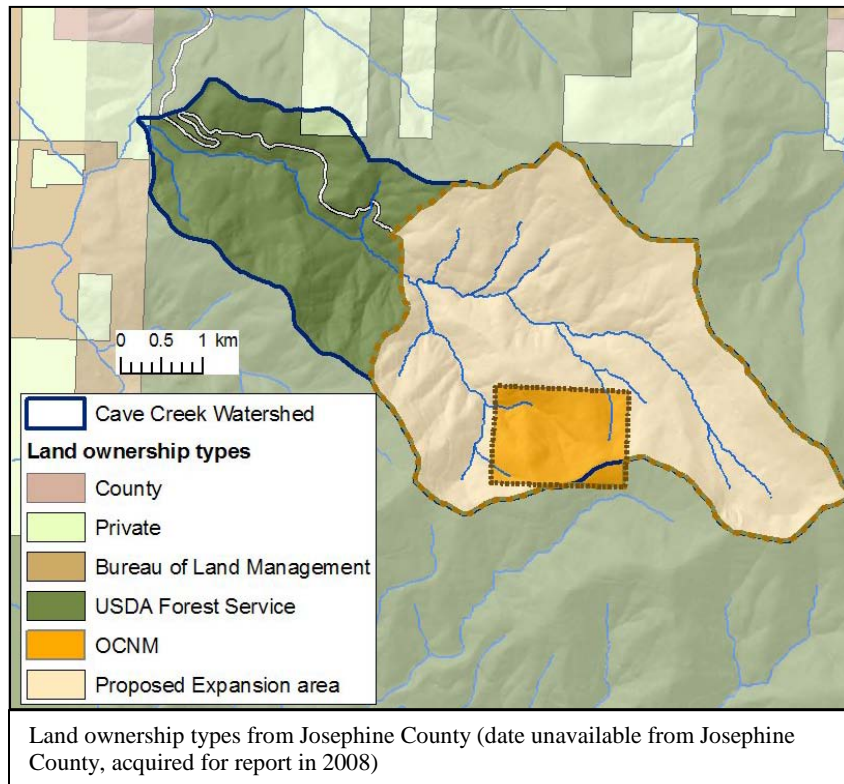 0 0.5 1 km
Cave Creek Watershed
Land ownership types
County
Private
Bureau of Land Management
USDA Forest Service
OCNM
Proposed Expansion area
Land ownership types from Josephine County (date unavailable from Josephine
County, acquired for report in 2008)